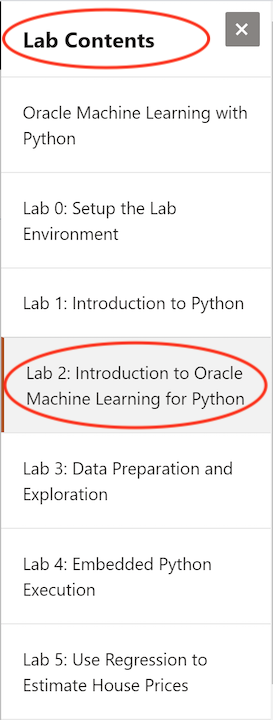 Lab Contents
Oracle Machine Learning with
Python
Lab 0: Setup the Lab
Environment
Lab 1: Introduction to Python
Lab 2: Introduction to Oracle
Machine Learning for Python
Lab 3: Data Preparation and
Exploration
Lab 4: Embedded Python
Execution
Lab 5: Use Regression to
Estimate House Prices